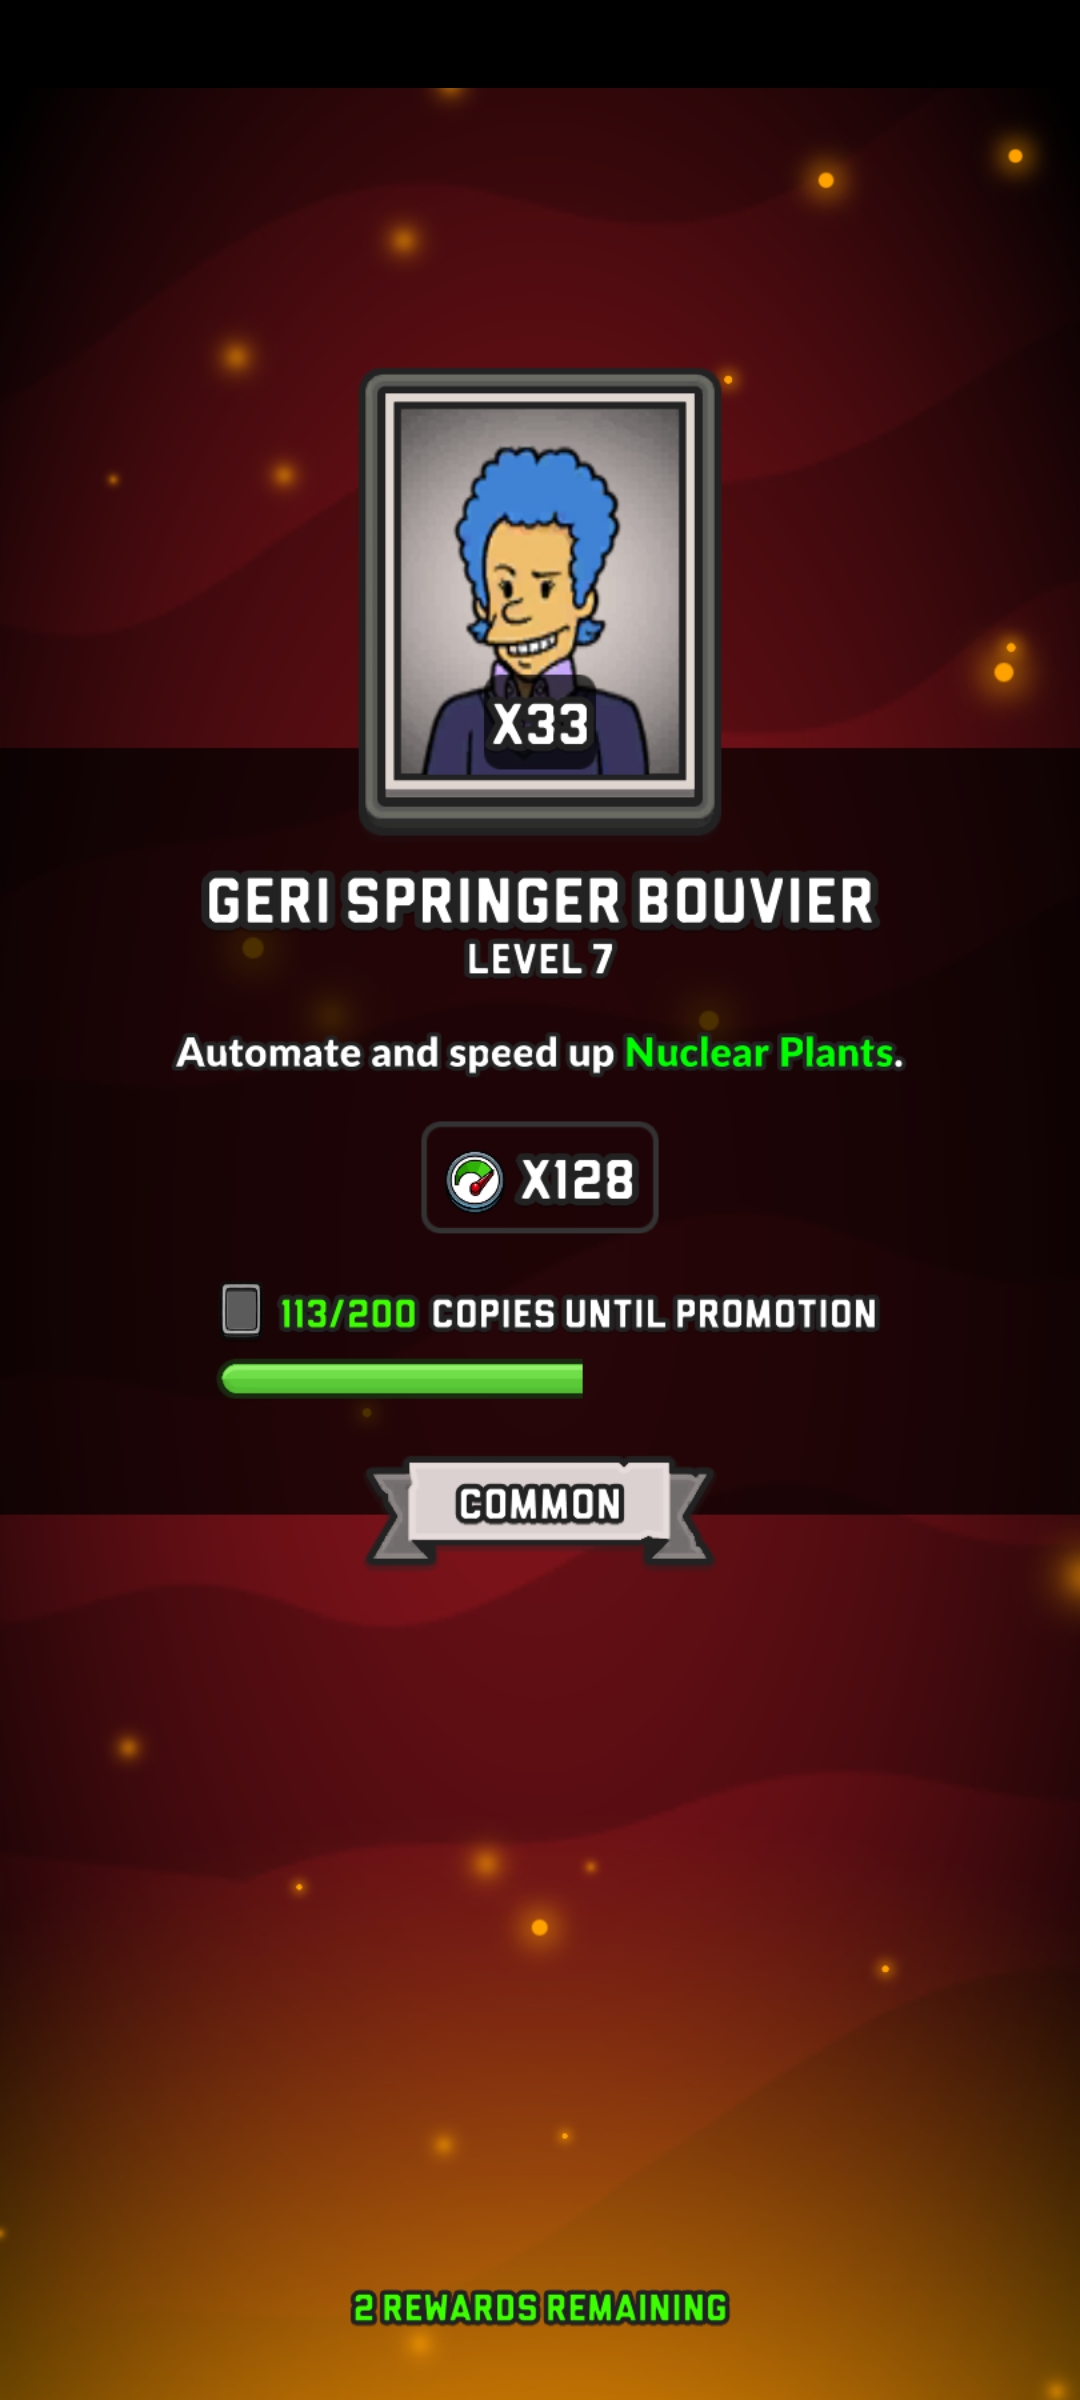 X33
GERI SPRINGER BOUVIER
LEVEL 7
Automate and speed up Nuclear Plants.
X128
113/200 COPIES UNTIL PROMOTION
COMMON
2 REWARDS REMAINING